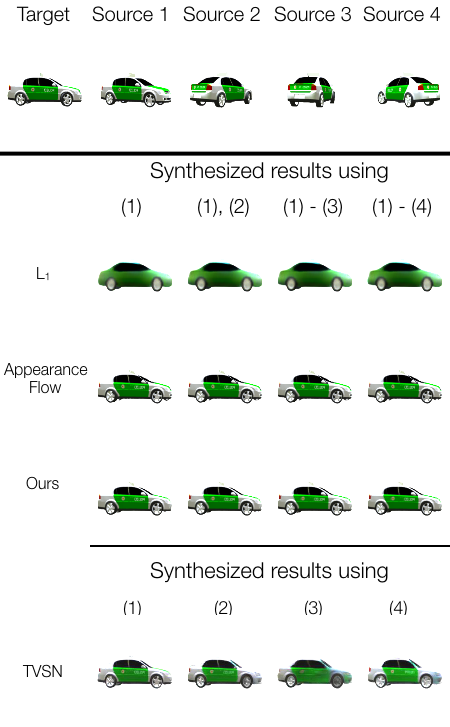 Target Source 1 Source 2 Source 3 Source 4
Synthesized results using
(1) (1), (2) (1) - (3) (1) - (4)
L₁
Appearance
Flow
Ours
Synthesized results using
(1) (2) (3) (4)
TVSN